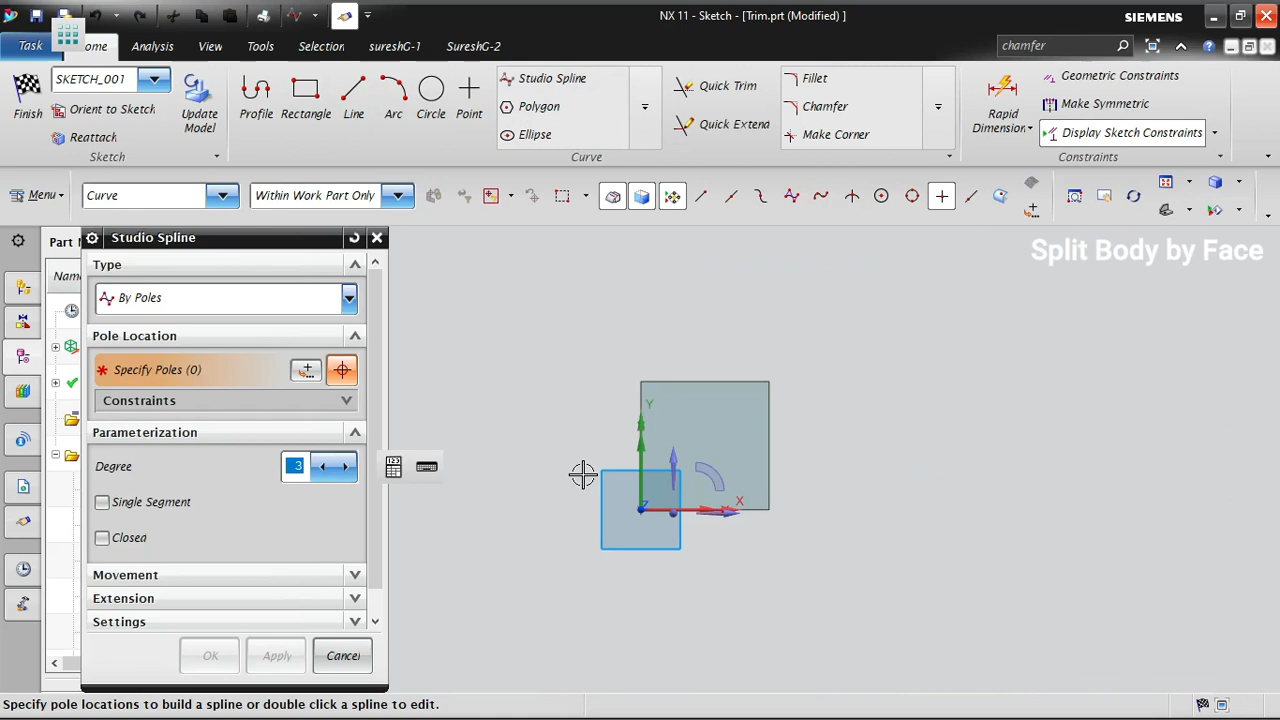 NX 11 - Sketch - [Trim.prt (Modified) ]
SIEMENS
Task
ome
Analysis
View
Tools
Selection
sureshG-1
SureshG-2
chamfer
Finish
SKETCH_001
Orient to Sketch
Reattach
Update
Model
Profile
Rectangle
Line
Arc
Circle
Point
Studio Spline
Polygon
Ellipse
Quick Trim
Quick Extend
Fillet
Chamfer
Make Corner
Rapid
Dimension...
Geometric Constraints
Make Symmetric
Display Sketch Constraints
Sketch
Curve
Constraints
Menu
Curve
Within Work Part Only
Part N
Nam
Studio Spline
Type
By Poles
Pole Location
* Specify Poles (0)
Constraints
Parameterization
Degree
3
Single Segment
Closed
Movement
Extension
Settings
OK
Apply
Cancel
Split Body by Face
Y
Z
X
Specify pole locations to build a spline or double click a spline to edit.